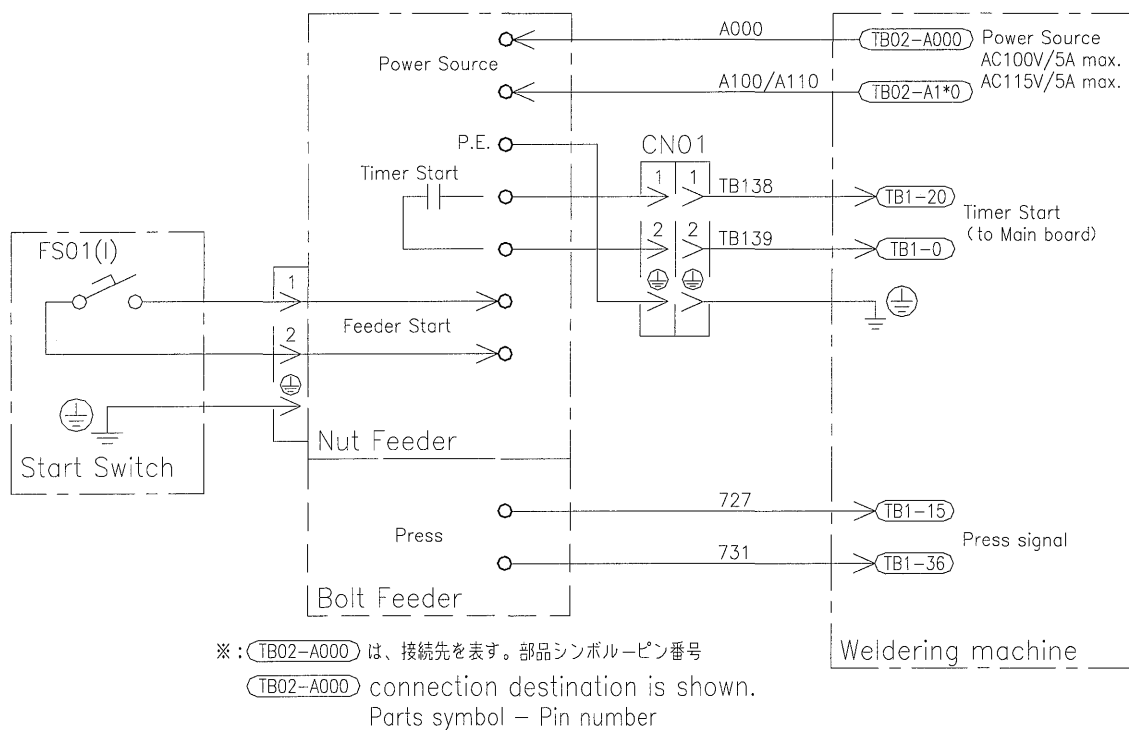 A000
TB02-A000
Power Source
AC100V/5A max.
AC115V/5A max.
Power Source
A100/A110
TB02-A1*0
P.E.
CN01
Timer Start
1
1
TB138
TB1-20
Timer Start
(to Main board)
2
2
TB139
TB1-0
FS01(I)
1
Feeder Start
2
Nut Feeder
Start Switch
727
TB1-15
Press
Press signal
731
TB1-36
Bolt Feeder
Weldering machine
※:TB02-A000 は、接続先を表す。部品シンボルーピン番号
TB02-A000 connection destination is shown.
Parts symbol – Pin number